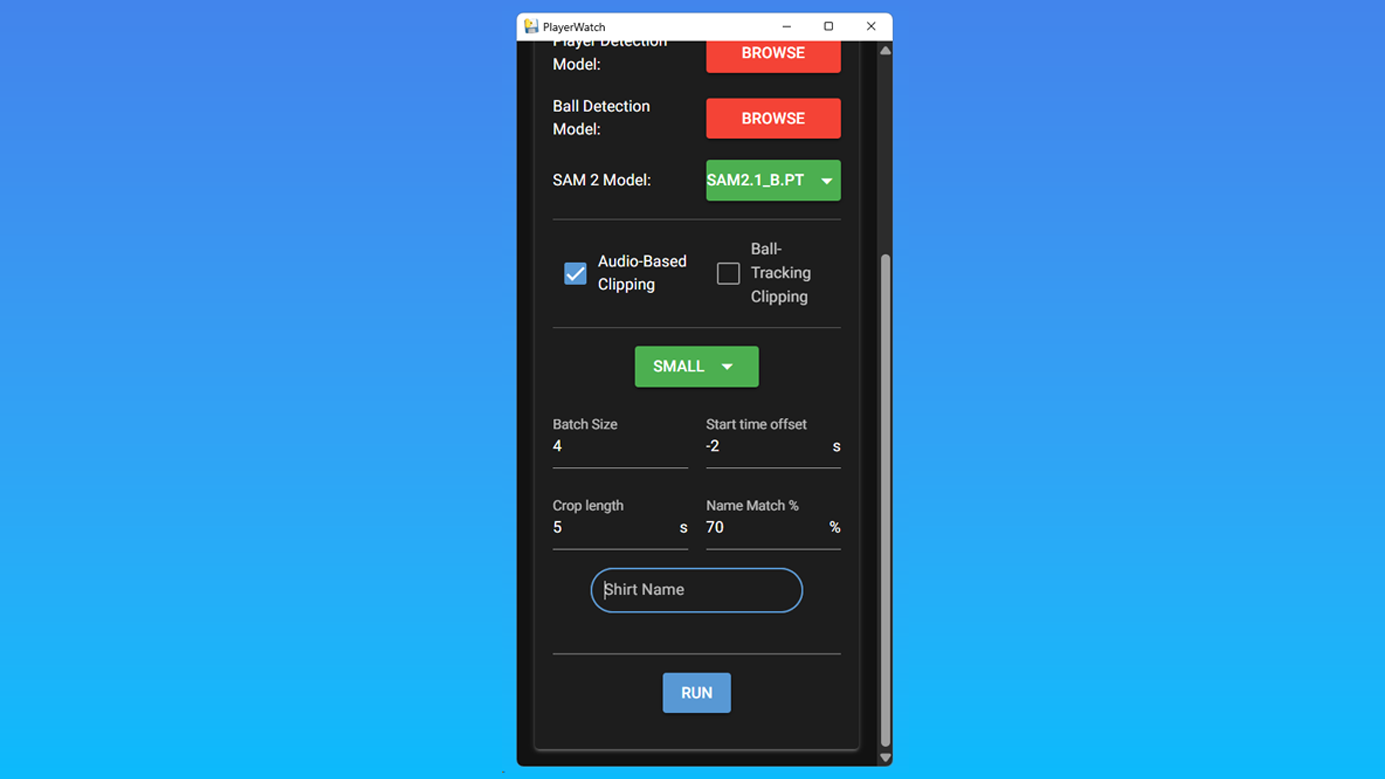 PlayerWatch
Player Detection
Model:
BROWSE
Ball Detection
Model:
BROWSE
SAM 2 Model:
SAM2.1_B.PT
Audio-Based
Clipping
Ball-
Tracking
Clipping
SMALL
Batch Size
4
Start time offset
-2 s
Crop length
5 s
Name Match %
70 %
Shirt Name
RUN